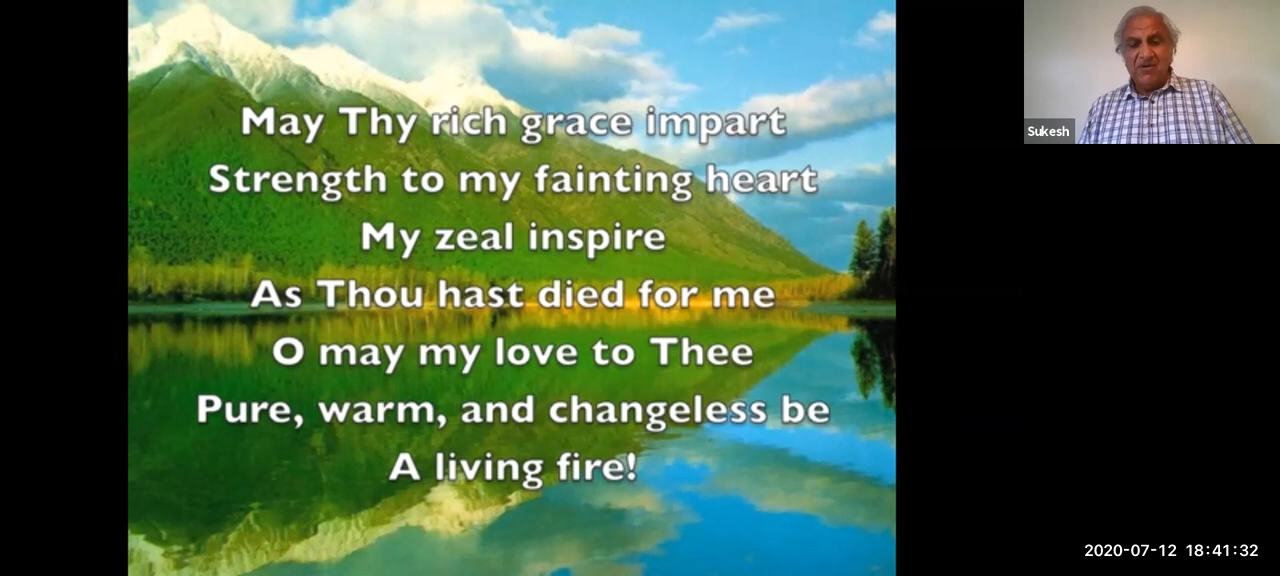 May Thy rich grace impart
Strength to my fainting heart
My zeal inspire
As Thou hast died for me
O may my love to Thee
Pure, warm, and changeless be
A living fire!
Sukesh
2020-07-12 18:41:32